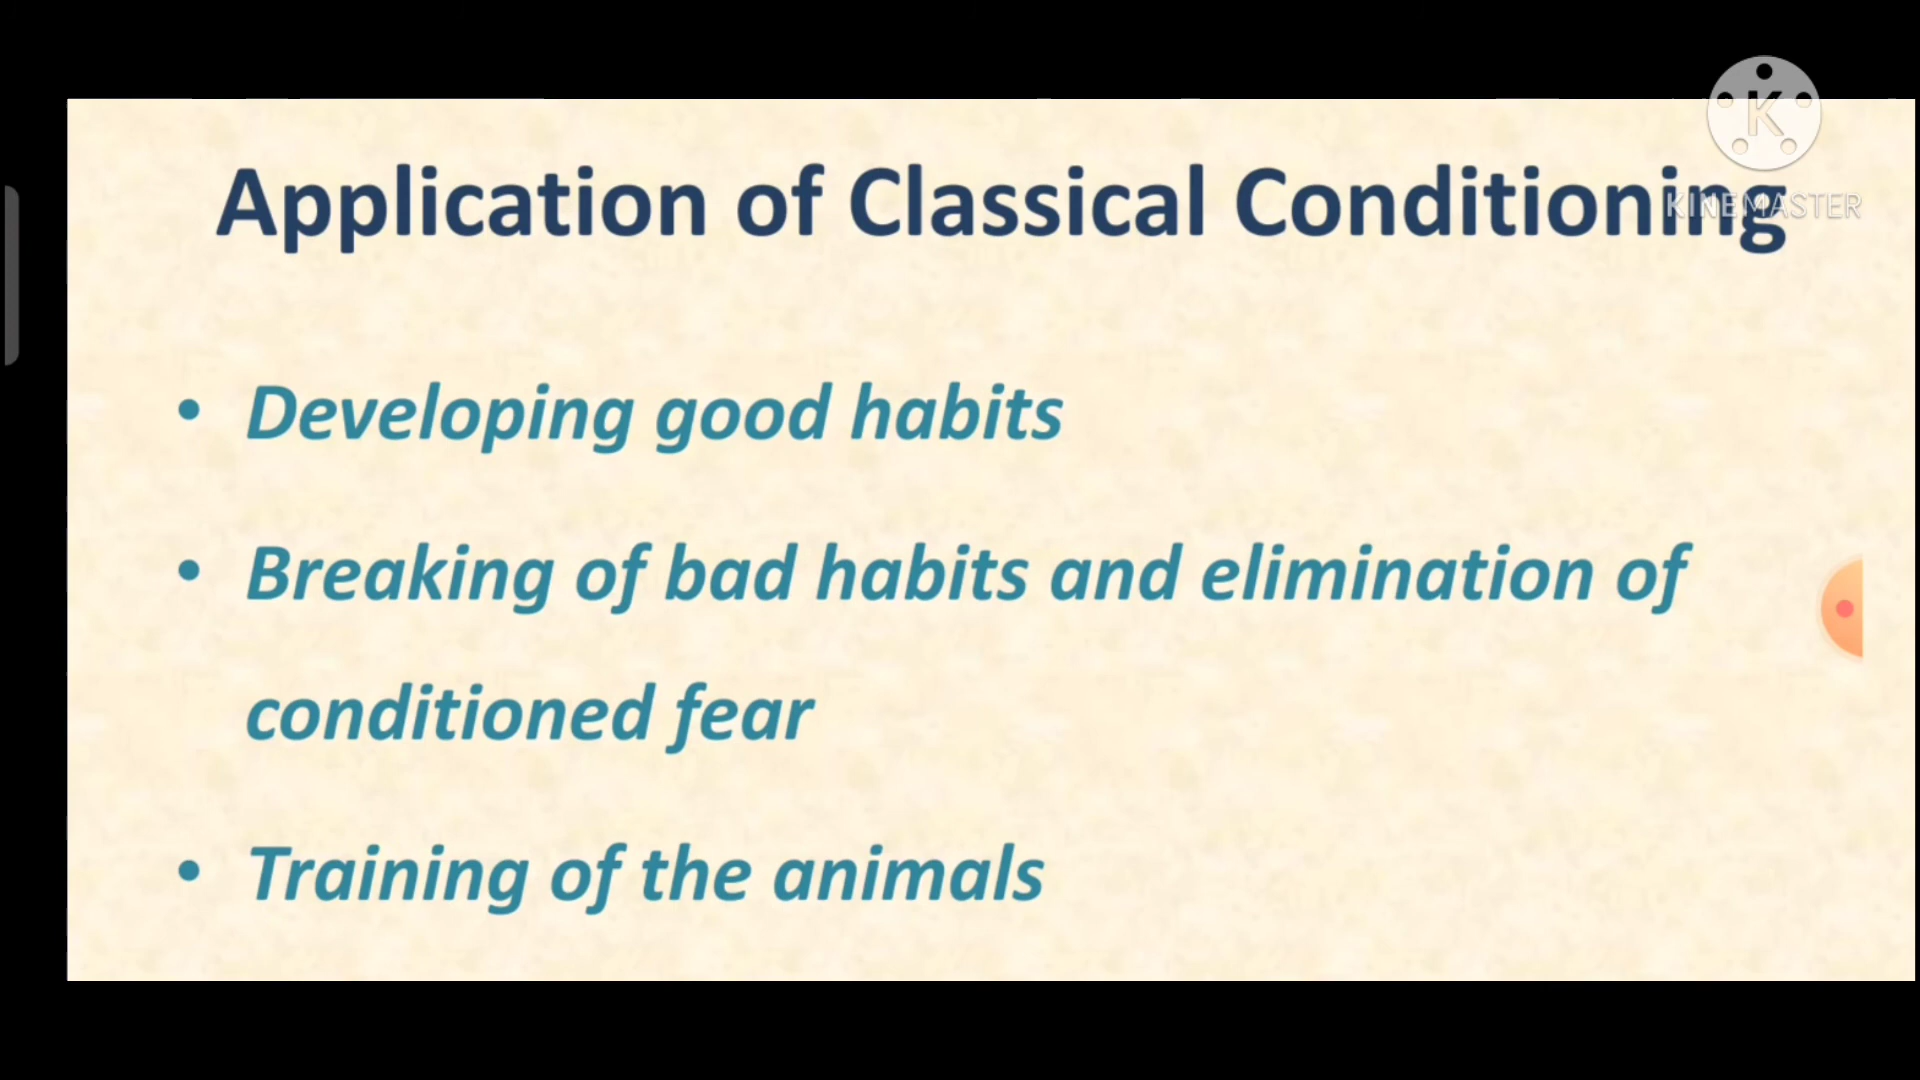 K
KINEMASTER
Application of Classical Conditioning
• Developing good habits
• Breaking of bad habits and elimination of
conditioned fear
• Training of the animals